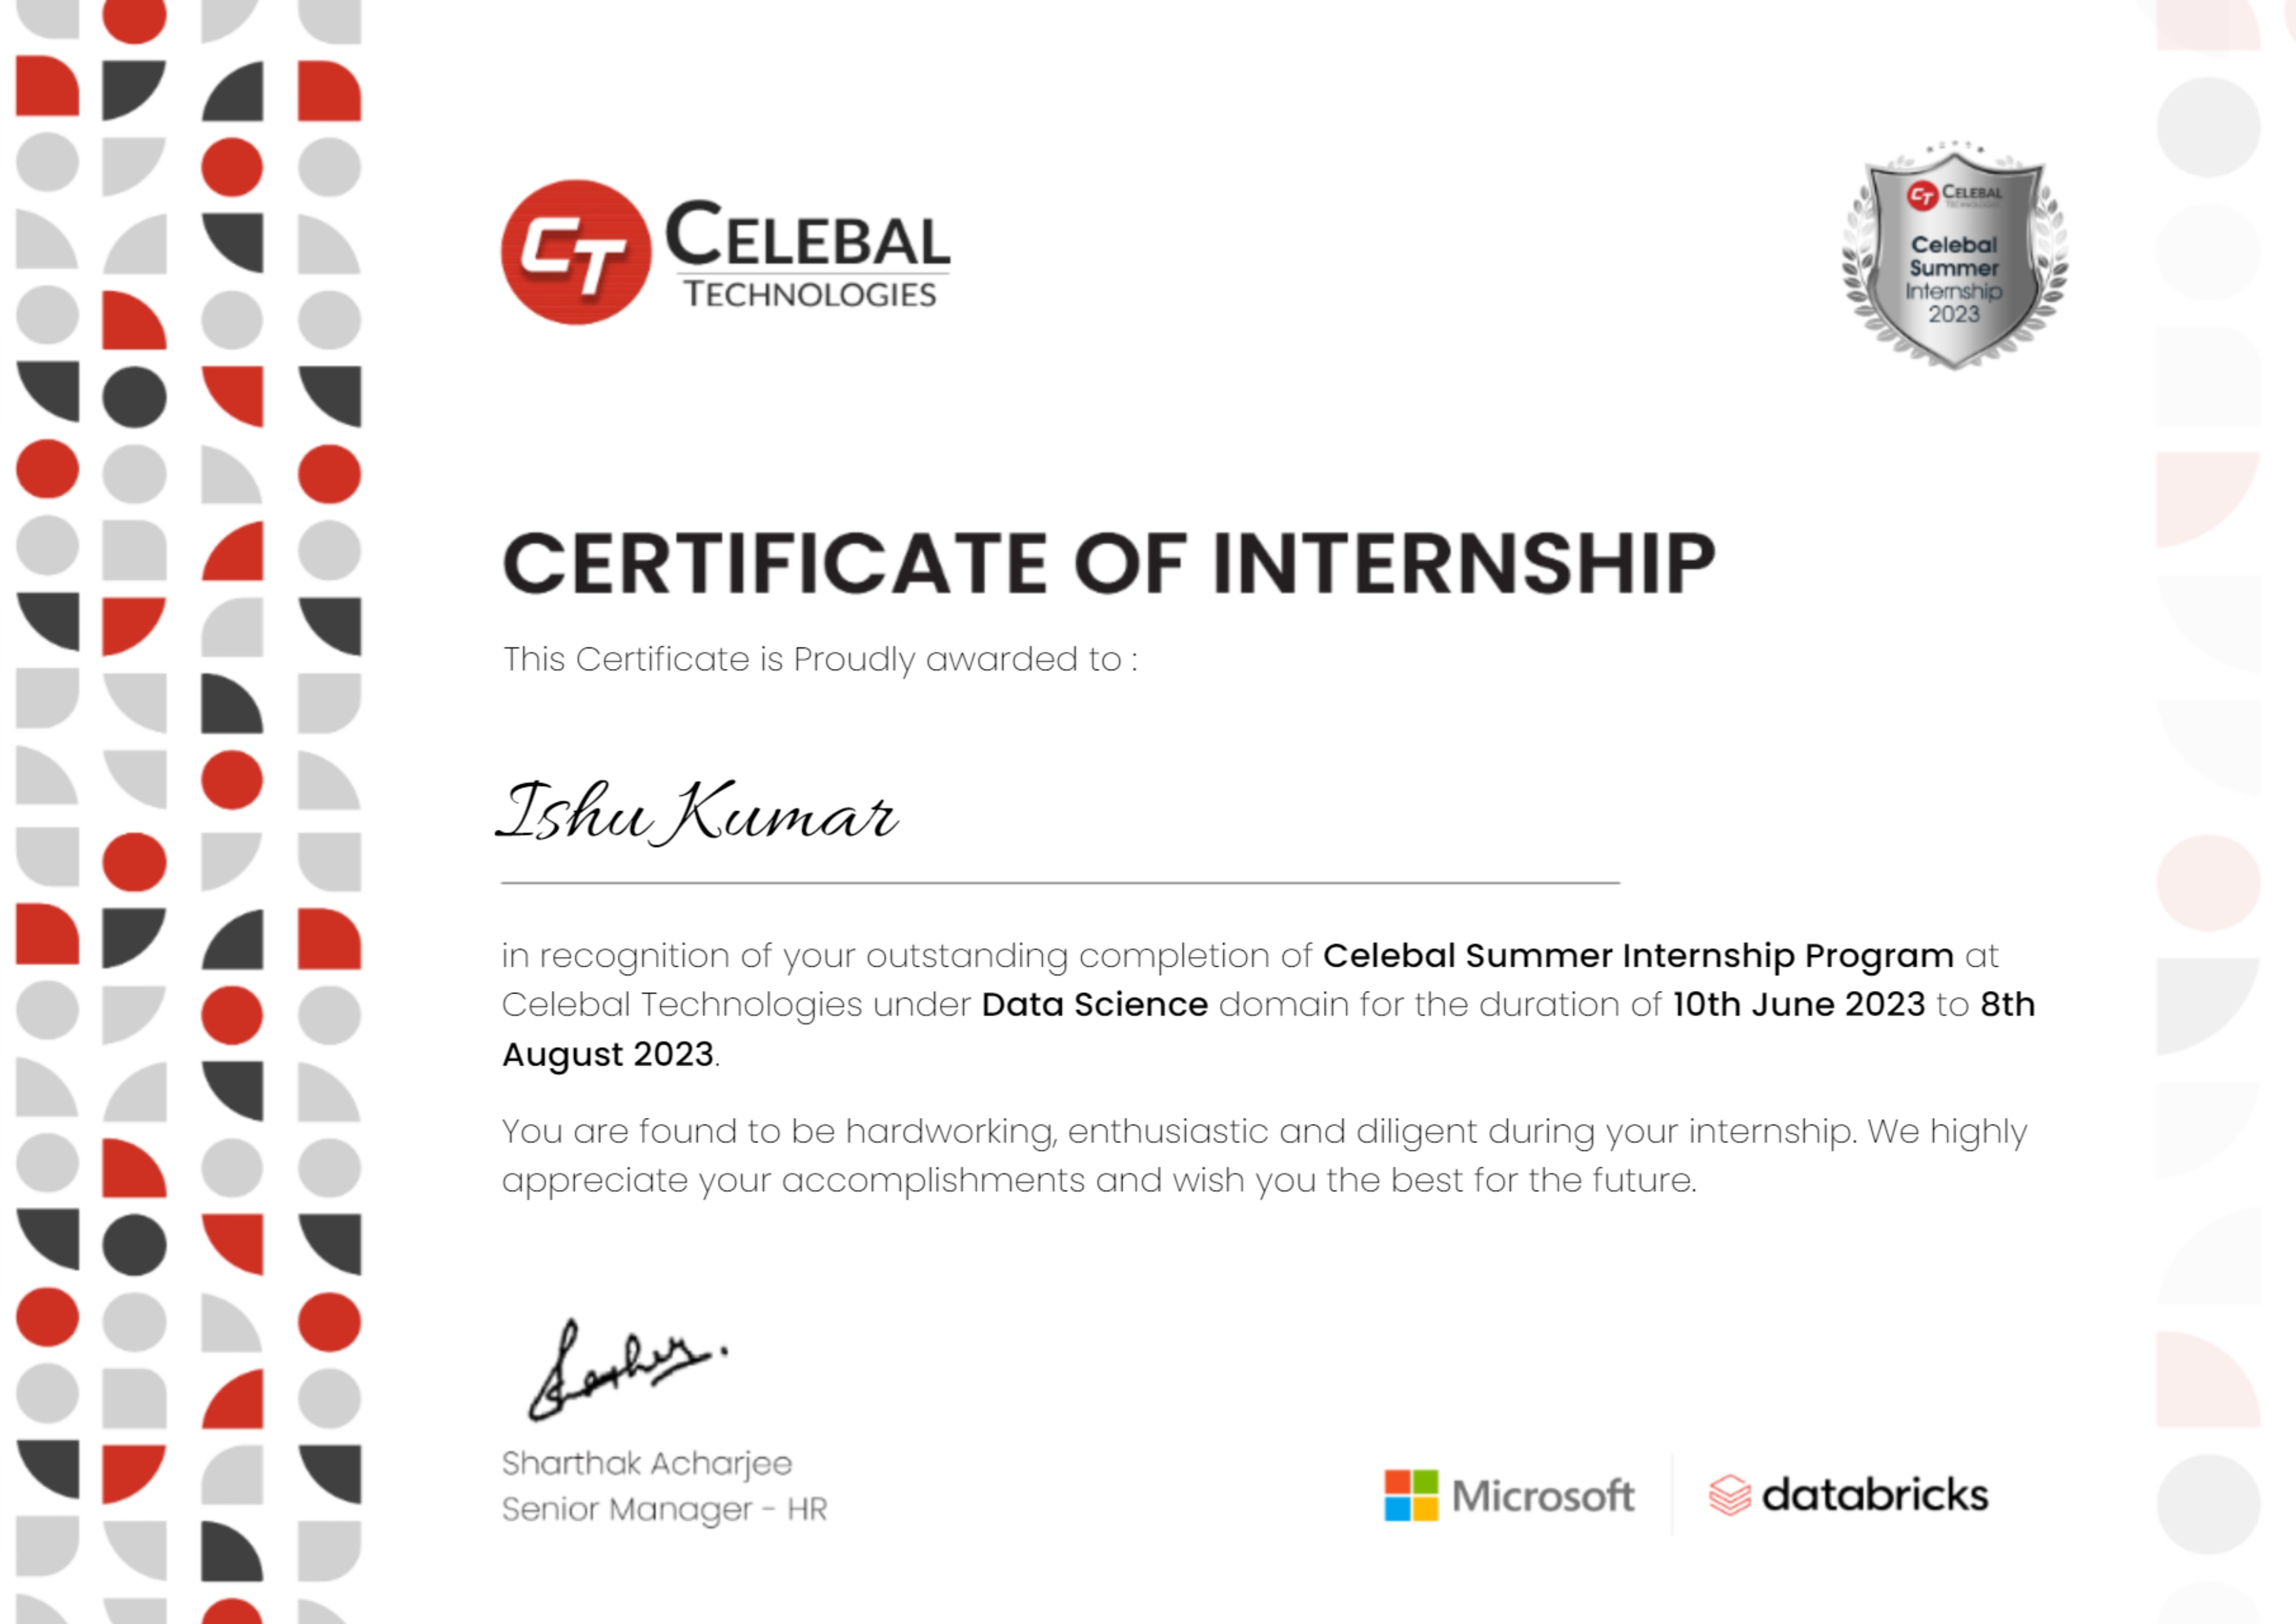 CT CELEBAL
TECHNOLOGIES
CT CELEBAL
TECHNOLOGIES
Celebal
Summer
Internship
2023
CERTIFICATE OF INTERNSHIP
This Certificate is Proudly awarded to :
Ishu Kumar
in recognition of your outstanding completion of Celebal Summer Internship Program at
Celebal Technologies under Data Science domain for the duration of 10th June 2023 to 8th
August 2023.
You are found to be hardworking, enthusiastic and diligent during your internship. We highly
appreciate your accomplishments and wish you the best for the future.
Sharthak Acharjee
Senior Manager - HR
Microsoft
databricks